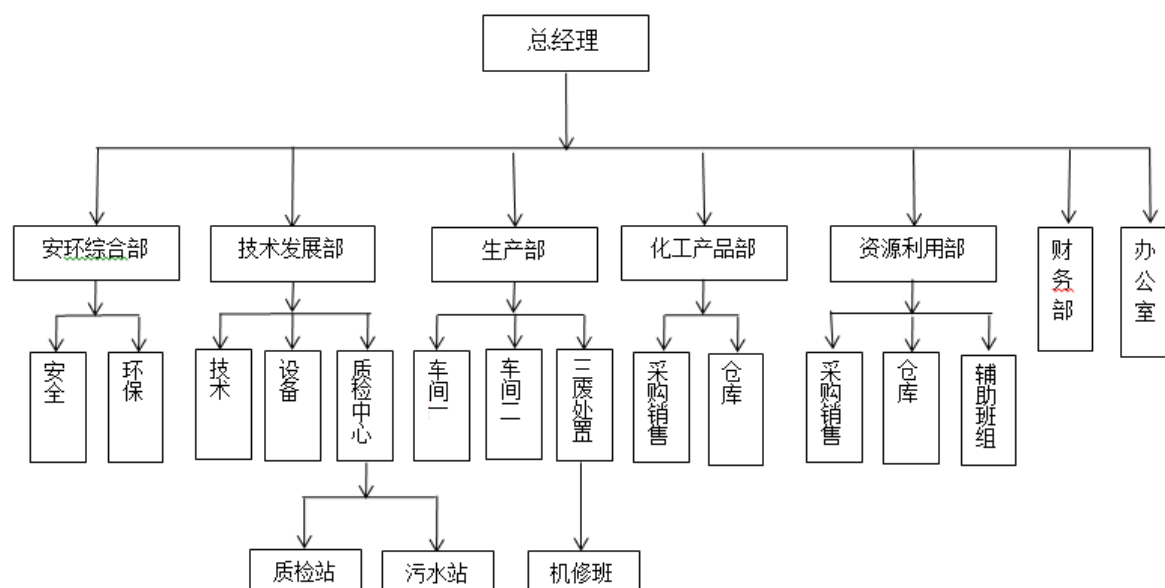 总经理
安环综合部
技术发展部
生产部
化工产品部
资源利用部
财务部
办公室
安全
环保
技术
设备
质检中心
车间一
车间二
三废处置
采购销售
仓库
采购销售
仓库
辅助班组
质检站
污水站
机修班